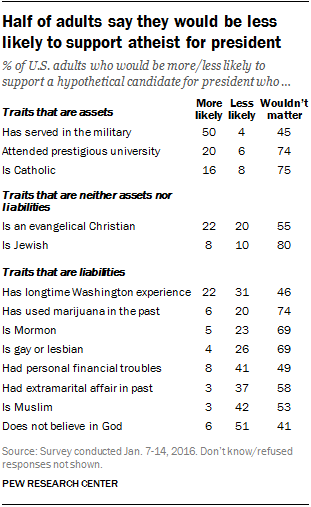 Half of adults say they would be less
likely to support atheist for president
% of U.S. adults who would be more/less likely to
support a hypothetical candidate for president who ...
Traits that are assets More likely Less likely Wouldn't matter
Has served in the military 50 4 45
Attended prestigious university 20 6 74
Is Catholic 16 8 75
Traits that are neither assets nor
liabilities
Is an evangelical Christian 22 20 55
Is Jewish 8 10 80
Traits that are liabilities
Has longtime Washington experience 22 31 46
Has used marijuana in the past 6 20 74
Is Mormon 5 23 69
Is gay or lesbian 4 26 69
Had personal financial troubles 8 41 49
Had extramarital affair in past 3 37 58
Is Muslim 3 42 53
Does not believe in God 6 51 41
Source: Survey conducted Jan. 7-14, 2016. Don't know/refused
responses not shown.
PEW RESEARCH CENTER